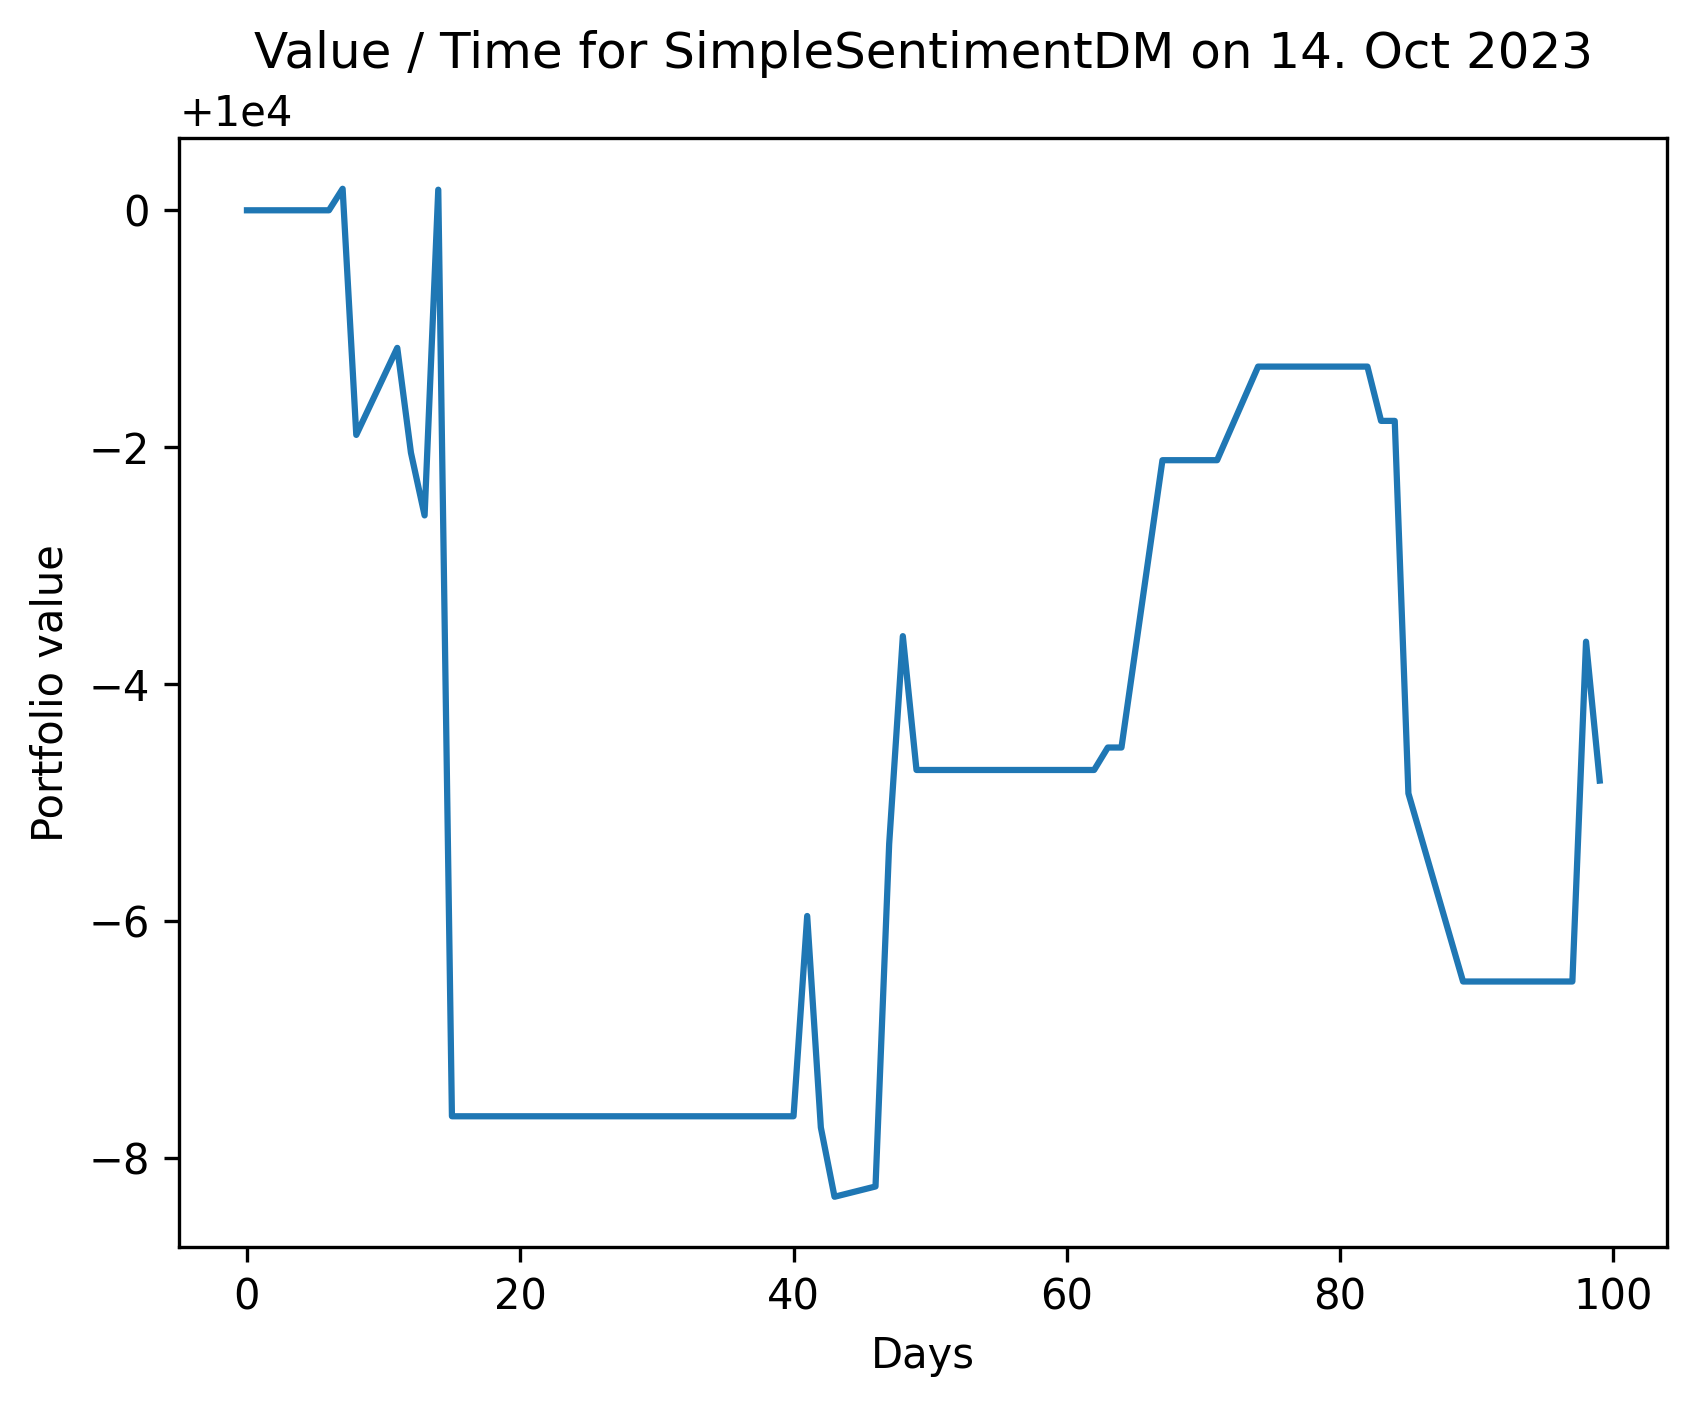 Value / Time for SimpleSentimentDM on 14. Oct 2023
+1e4
0
−2
−4
−6
−8
Portfolio value
0 20 40 60 80 100
Days